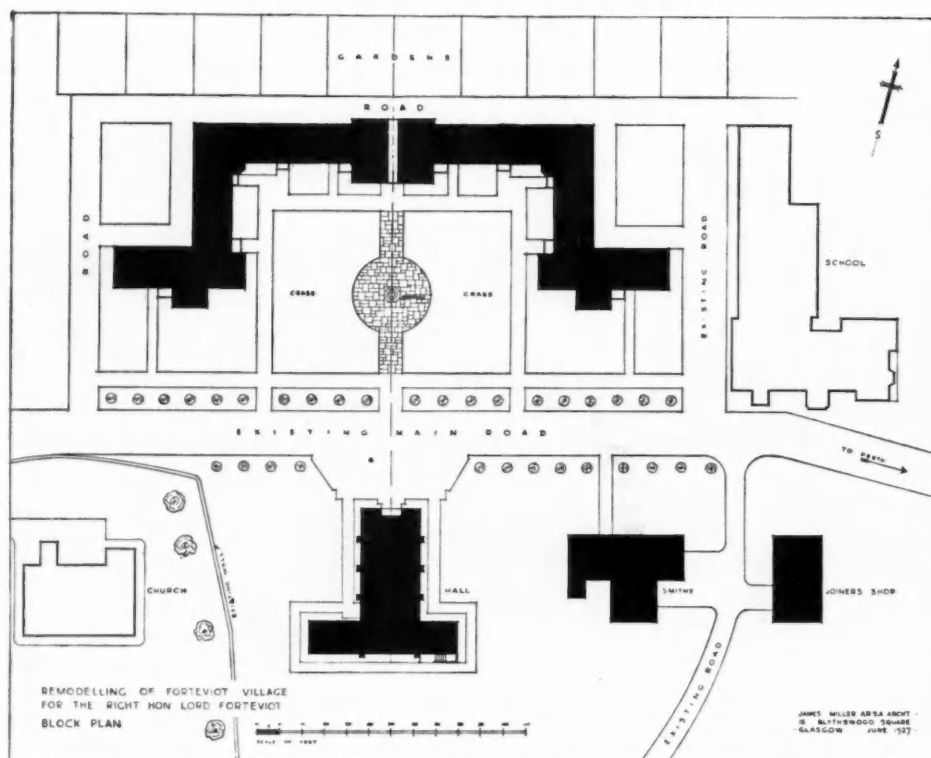 GARDENS
ROAD
S
ROAD
EXISTING ROAD
SCHOOL
GRASS
GRASS
EXISTING MAIN ROAD
TO PERTH
EXISTING WALL
CHURCH
HALL
SMITHY
JOINERS SHOP
EXISTING ROAD
REMODELLING OF FORTEVIOT VILLAGE
FOR THE RIGHT HON LORD FORTEVIOT
BLOCK PLAN
SCALE OF FEET
JAMES MILLER ARSA ARCHT
15 BLYTHSWOOD SQUARE
GLASGOW JUNE 1927